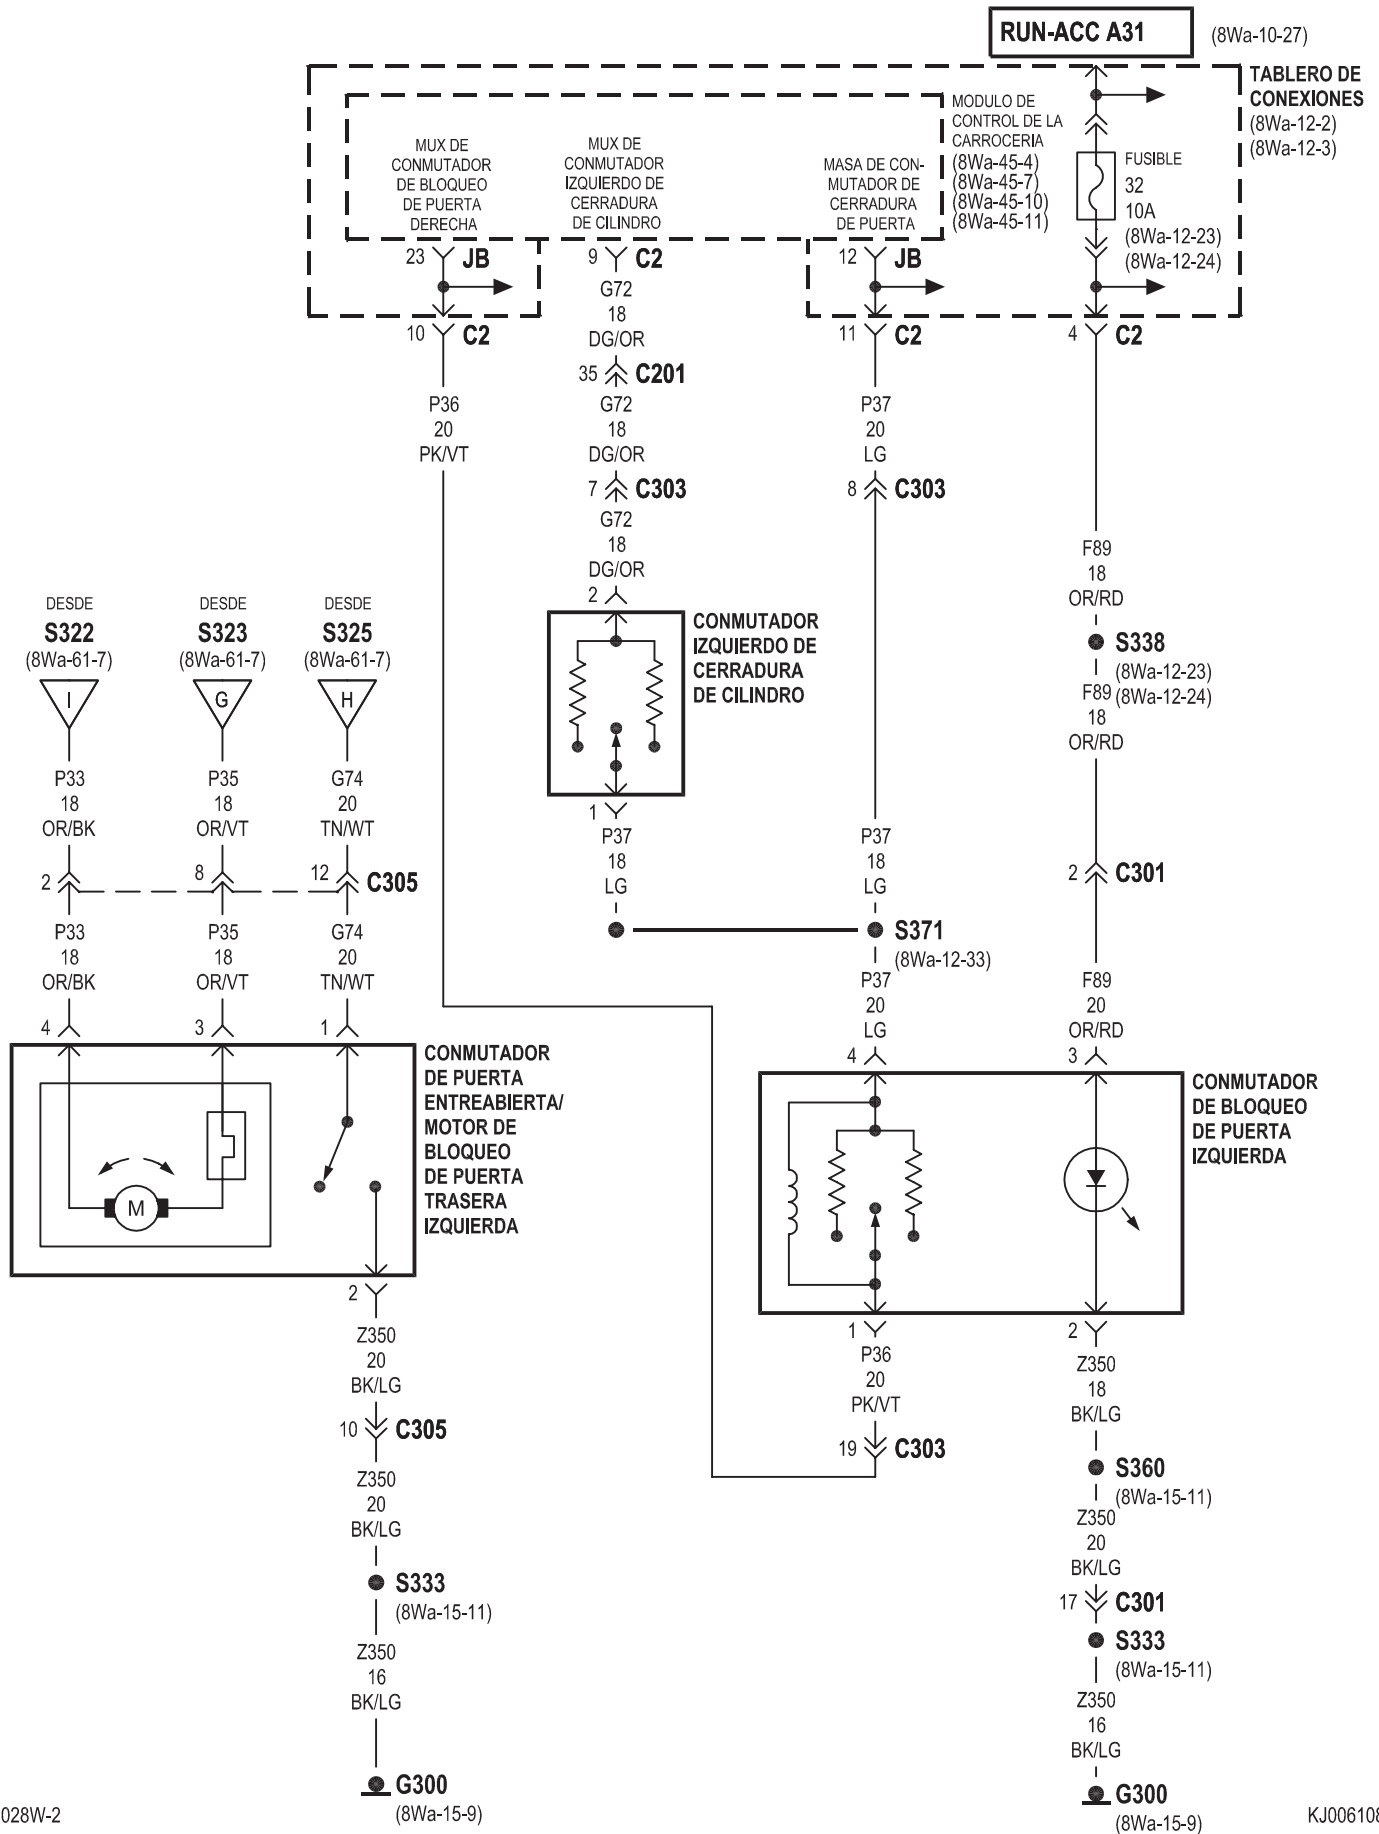 RUN-ACC A31
(8Wa-10-27)
TABLERO DE
CONEXIONES
(8Wa-12-2)
(8Wa-12-3)
MODULO DE
CONTROL DE LA
CARROCERIA
(8Wa-45-4)
(8Wa-45-7)
(8Wa-45-10)
(8Wa-45-11)
MUX DE
CONMUTADOR
DE BLOQUEO
DE PUERTA
DERECHA
MUX DE
CONMUTADOR
IZQUIERDO DE
CERRADURA
DE CILINDRO
MASA DE CON-
MUTADOR DE
CERRADURA
DE PUERTA
FUSIBLE
32
10A
(8Wa-12-23)
(8Wa-12-24)
23 JB
9 C2
12 JB
10 C2
11 C2
4 C2
G72
18
DG/OR
35 C201
G72
18
DG/OR
7 C303
G72
18
DG/OR
2
P36
20
PK/VT
P37
20
LG
8 C303
F89
18
OR/RD
S338
(8Wa-12-23)
(8Wa-12-24)
F89
18
OR/RD
CONMUTADOR
IZQUIERDO DE
CERRADURA
DE CILINDRO
1
P37
18
LG
P37
18
LG
S371
(8Wa-12-33)
P37
20
LG
4
2 C301
F89
20
OR/RD
3
DESDE
S322
(8Wa-61-7)
I
DESDE
S323
(8Wa-61-7)
G
DESDE
S325
(8Wa-61-7)
H
P33
18
OR/BK
P35
18
OR/VT
G74
20
TN/WT
2 8 12 C305
P33
18
OR/BK
P35
18
OR/VT
G74
20
TN/WT
4 3 1
CONMUTADOR
DE PUERTA
ENTREABIERTA/
MOTOR DE
BLOQUEO
DE PUERTA
TRASERA
IZQUIERDA
M
CONMUTADOR
DE BLOQUEO
DE PUERTA
IZQUIERDA
2
Z350
20
BK/LG
10 C305
Z350
20
BK/LG
S333
(8Wa-15-11)
Z350
16
BK/LG
G300
(8Wa-15-9)
1
P36
20
PK/VT
19 C303
2
Z350
18
BK/LG
S360
(8Wa-15-11)
Z350
20
BK/LG
17 C301
S333
(8Wa-15-11)
Z350
16
BK/LG
G300
(8Wa-15-9)
028W-2
KJ006108